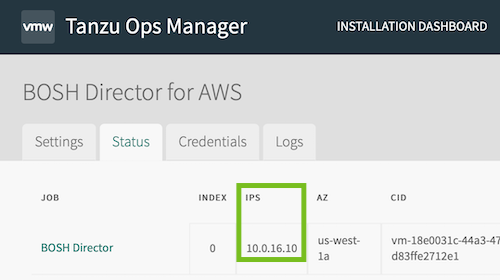 vmw Tanzu Ops Manager INSTALLATION DASHBOARD
BOSH Director for AWS
Settings Status Credentials Logs
JOB INDEX IPS AZ CID
BOSH Director 0 10.0.16.10 us-west-1a vm-18e0031c-44a3-47
d83ffe2712e1